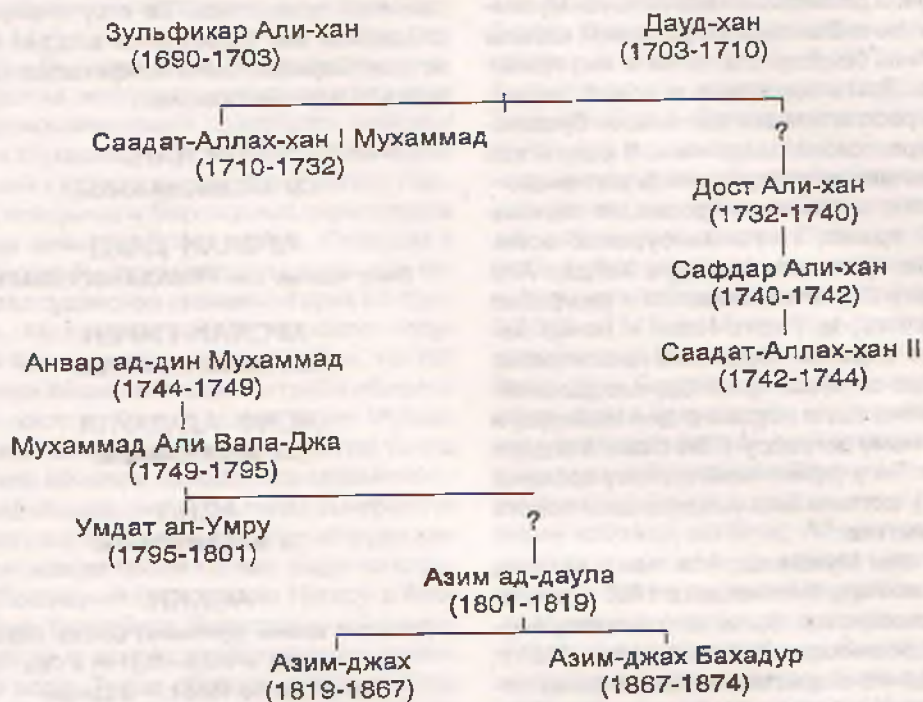 Зульфикар Али-хан
(1690-1703)
Дауд-хан
(1703-1710)
Саадат-Аллах-хан I Мухаммад
(1710-1732)
?
Дост Али-хан
(1732-1740)
Сафдар Али-хан
(1740-1742)
Саадат-Аллах-хан II
(1742-1744)
Анвар ад-дин Мухаммад
(1744-1749)
Мухаммад Али Вала-Джа
(1749-1795)
Умдат ал-Умру
(1795-1801)
?
Азим ад-даула
(1801-1819)
Азим-джах
(1819-1867)
Азим-джах Бахадур
(1867-1874)